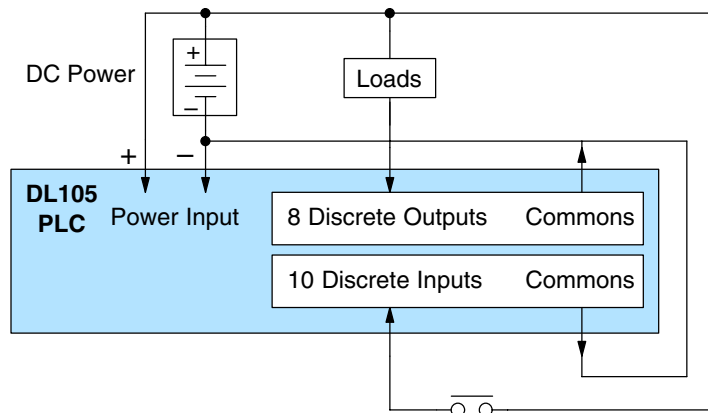 +
DC Power
−
Loads
+
−
DL105
PLC
Power Input
8 Discrete Outputs
Commons
10 Discrete Inputs
Commons